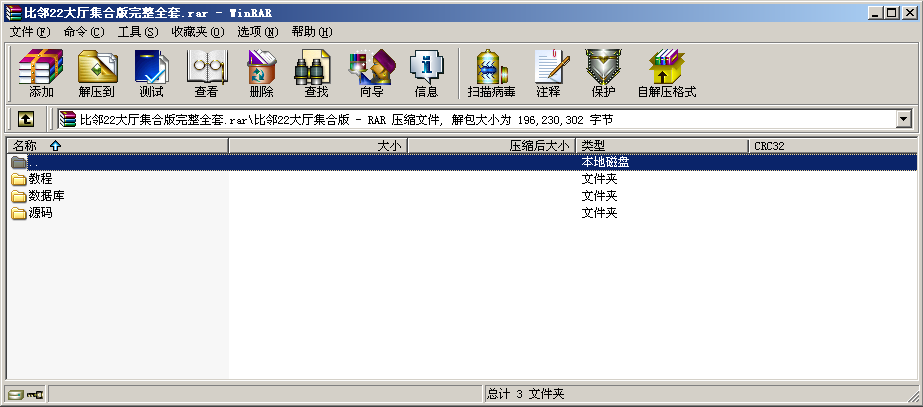 比邻22大厅集合版完整全套.rar - WinRAR
文件(F) 命令(C) 工具(S) 收藏夹(O) 选项(N) 帮助(H)
添加 解压到 测试 查看 删除 查找 向导 信息 扫描病毒 注释 保护 自解压格式
比邻22大厅集合版完整全套.rar\比邻22大厅集合版 - RAR 压缩文件, 解包大小为 196,230,302 字节
名称 大小 压缩后大小 类型 CRC32
.. 本地磁盘
教程 文件夹
数据库 文件夹
源码 文件夹
总计 3 文件夹